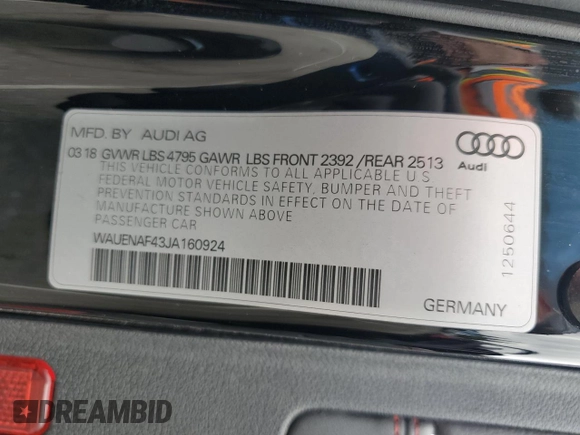 MFD. BY AUDI AG
Audi
03 18 GVWR LBS 4795 GAWR LBS FRONT 2392 / REAR 2513
THIS VEHICLE CONFORMS TO ALL APPLICABLE U S
FEDERAL MOTOR VEHICLE SAFETY, BUMPER AND THEFT
PREVENTION STANDARDS IN EFFECT ON THE DATE OF
MANUFACTURE SHOWN ABOVE
PASSENGER CAR
WAUENAF43JA160924
1250644
GERMANY
DREAMBID